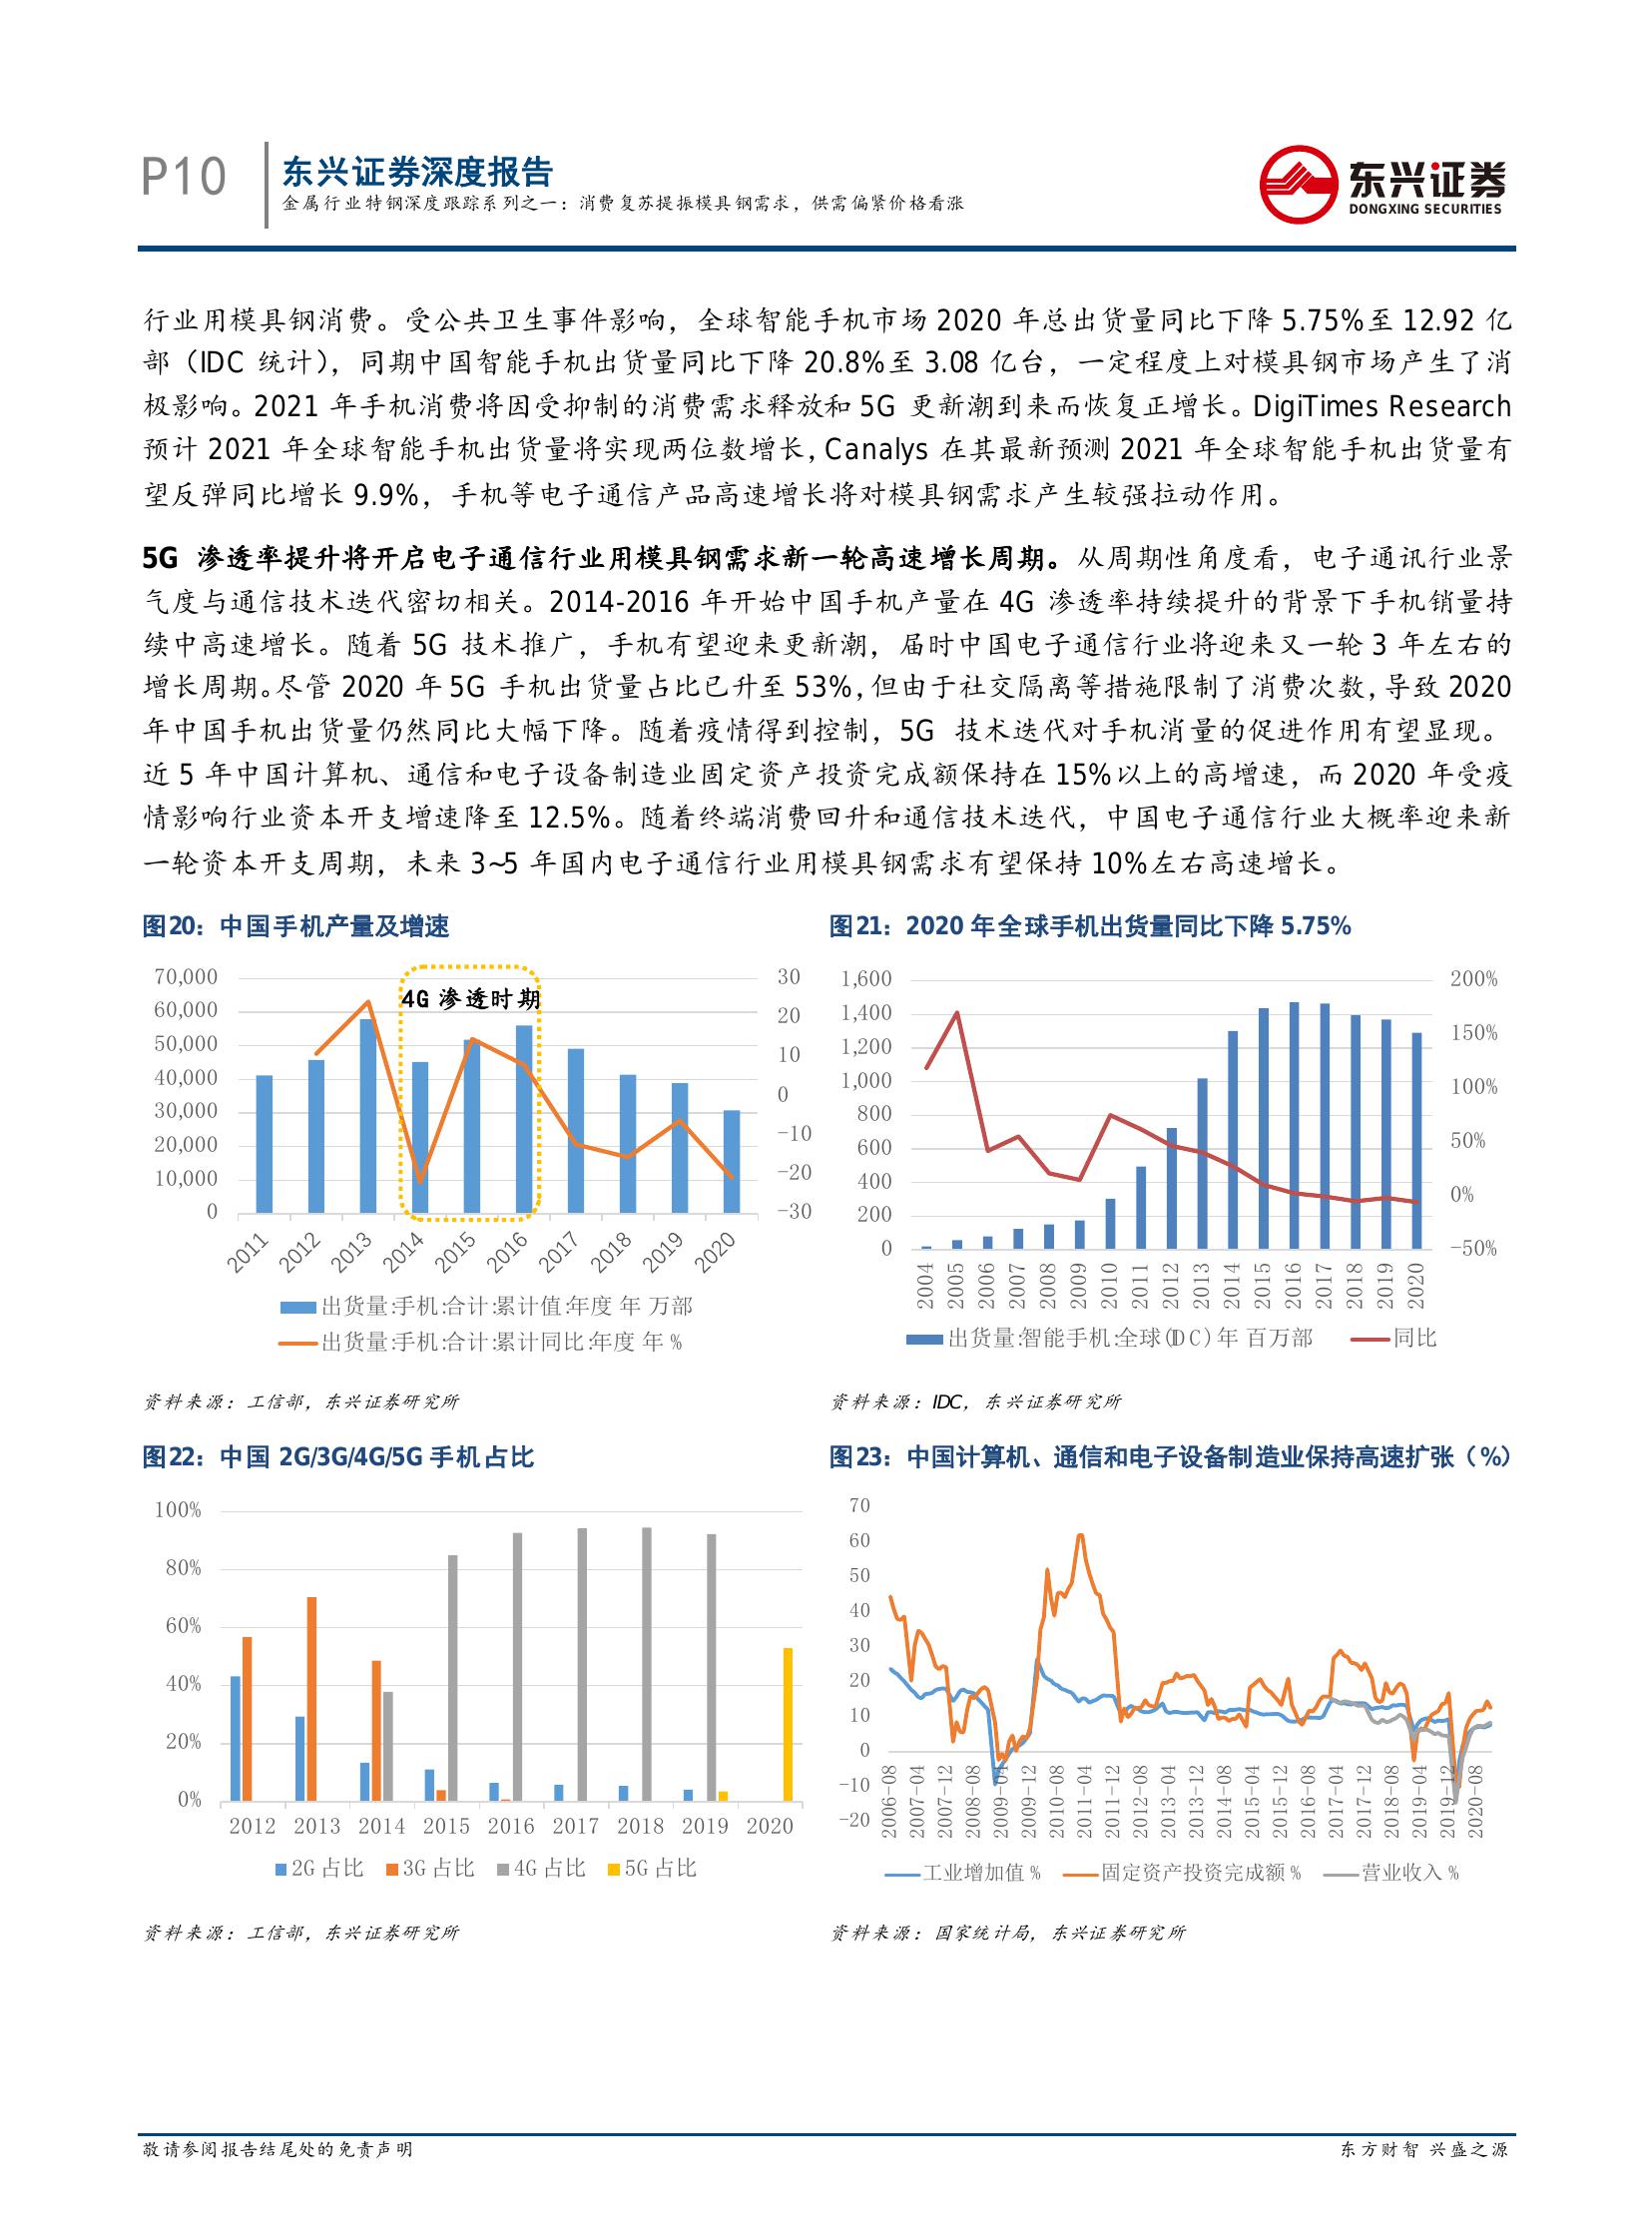 P10
东兴证券深度报告
金属行业特钢深度跟踪系列之一：消费复苏提振模具钢需求，供需偏紧价格看涨
东兴证券
DONGXING SECURITIES
行业用模具钢消费。受公共卫生事件影响，全球智能手机市场 2020 年总出货量同比下降 5.75%至 12.92 亿
部（IDC 统计），同期中国智能手机出货量同比下降 20.8%至 3.08 亿台，一定程度上对模具钢市场产生了消
极影响。2021 年手机消费将因受抑制的消费需求释放和 5G 更新潮到来而恢复正增长。DigiTimes Research
预计 2021 年全球智能手机出货量将实现两位数增长，Canalys 在其最新预测 2021 年全球智能手机出货量有
望反弹同比增长 9.9%，手机等电子通信产品高速增长将对模具钢需求产生较强拉动作用。
5G 渗透率提升将开启电子通信行业用模具钢需求新一轮高速增长周期。从周期性角度看，电子通讯行业景
气度与通信技术迭代密切相关。2014-2016 年开始中国手机产量在 4G 渗透率持续提升的背景下手机销量持
续中高速增长。随着 5G 技术推广，手机有望迎来更新潮，届时中国电子通信行业将迎来又一轮 3 年左右的
增长周期。尽管 2020 年 5G 手机出货量占比已升至 53%，但由于社交隔离等措施限制了消费次数，导致 2020
年中国手机出货量仍然同比大幅下降。随着疫情得到控制，5G 技术迭代对手机消量的促进作用有望显现。
近 5 年中国计算机、通信和电子设备制造业固定资产投资完成额保持在 15%以上的高增速，而 2020 年受疫
情影响行业资本开支增速降至 12.5%。随着终端消费回升和通信技术迭代，中国电子通信行业大概率迎来新
一轮资本开支周期，未来 3~5 年国内电子通信行业用模具钢需求有望保持 10%左右高速增长。
图20：中国手机产量及增速
70,000
60,000
50,000
40,000
30,000
20,000
10,000
0
4G 渗透时期
30
20
10
0
-10
-20
-30
2011 2012 2013 2014 2015 2016 2017 2018 2019 2020
出货量:手机:合计:累计值:年度 年 万部
出货量:手机:合计:累计同比:年度 年 %
资料来源：工信部，东兴证券研究所
图21：2020 年全球手机出货量同比下降 5.75%
1,600
1,400
1,200
1,000
800
600
400
200
0
200%
150%
100%
50%
0%
-50%
2004 2005 2006 2007 2008 2009 2010 2011 2012 2013 2014 2015 2016 2017 2018 2019 2020
出货量:智能手机:全球(IDC)年 百万部 同比
资料来源：IDC，东兴证券研究所
图22：中国 2G/3G/4G/5G 手机占比
100%
80%
60%
40%
20%
0%
2012 2013 2014 2015 2016 2017 2018 2019 2020
2G 占比 3G 占比 4G 占比 5G 占比
资料来源：工信部，东兴证券研究所
图23：中国计算机、通信和电子设备制造业保持高速扩张（%）
70
60
50
40
30
20
10
0
-10
-20
2006-08 2007-04 2007-12 2008-08 2009-04 2009-12 2010-08 2011-04 2011-12 2012-08 2013-04 2013-12 2014-08 2015-04 2015-12 2016-08 2017-04 2017-12 2018-08 2019-04 2019-12 2020-08
工业增加值 % 固定资产投资完成额 % 营业收入 %
资料来源：国家统计局，东兴证券研究所
敬请参阅报告结尾处的免责声明
东方财智 兴盛之源